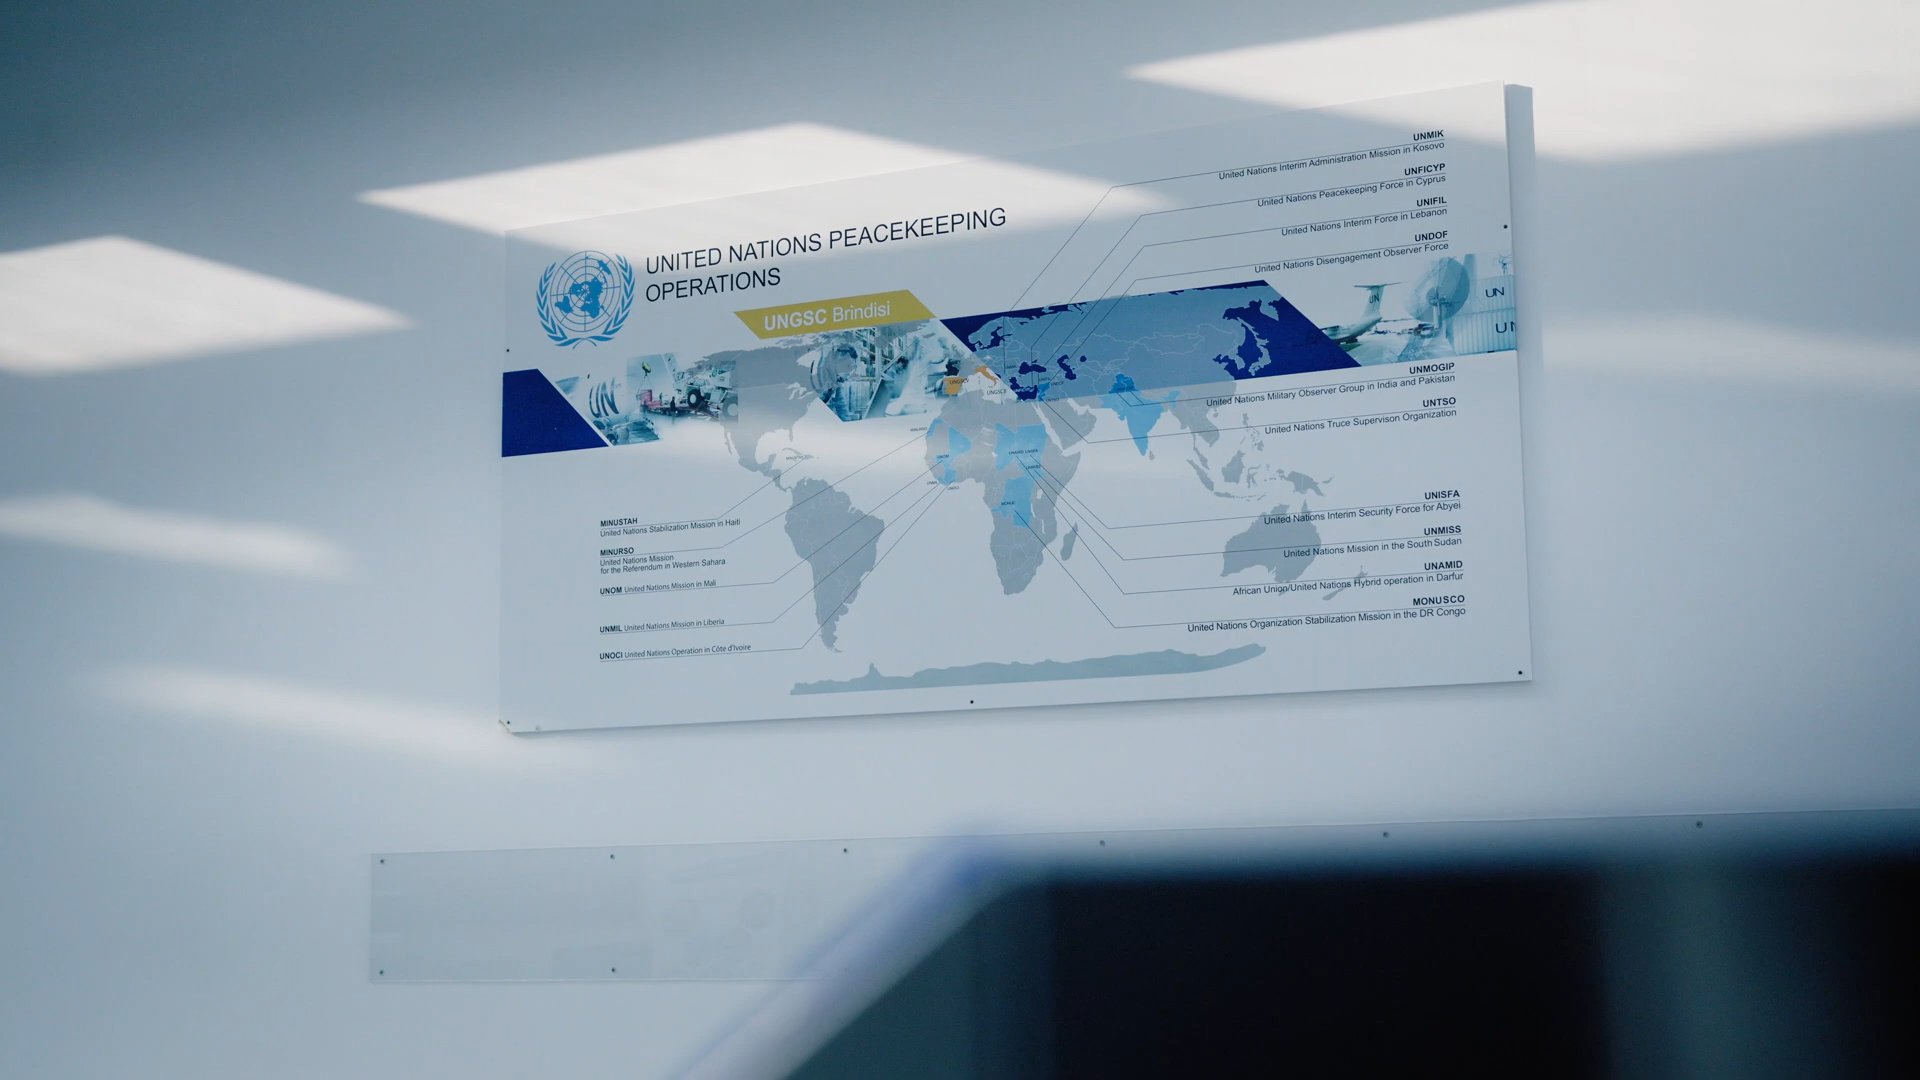 UNITED NATIONS PEACEKEEPING
OPERATIONS
UNGSC Brindisi
UNMIK
United Nations Interim Administration Mission in Kosovo
UNFICYP
United Nations Peacekeeping Force in Cyprus
UNIFIL
United Nations Interim Force in Lebanon
UNDOF
United Nations Disengagement Observer Force
UN
UN
UN
UN
UNMOGIP
United Nations Military Observer Group in India and Pakistan
UNTSO
United Nations Truce Supervison Organization
UNISFA
United Nations Interim Security Force for Abyei
UNMISS
United Nations Mission in the South Sudan
UNAMID
African Union/United Nations Hybrid operation in Darfur
MONUSCO
United Nations Organization Stabilization Mission in the DR Congo
MINUSTAH
United Nations Stabilization Mission in Haiti
MINURSO
United Nations Mission
for the Referendum in Western Sahara
UNOM United Nations Mission in Mali
UNMIL United Nations Mission in Liberia
UNOCI United Nations Operation in Côte d'Ivoire